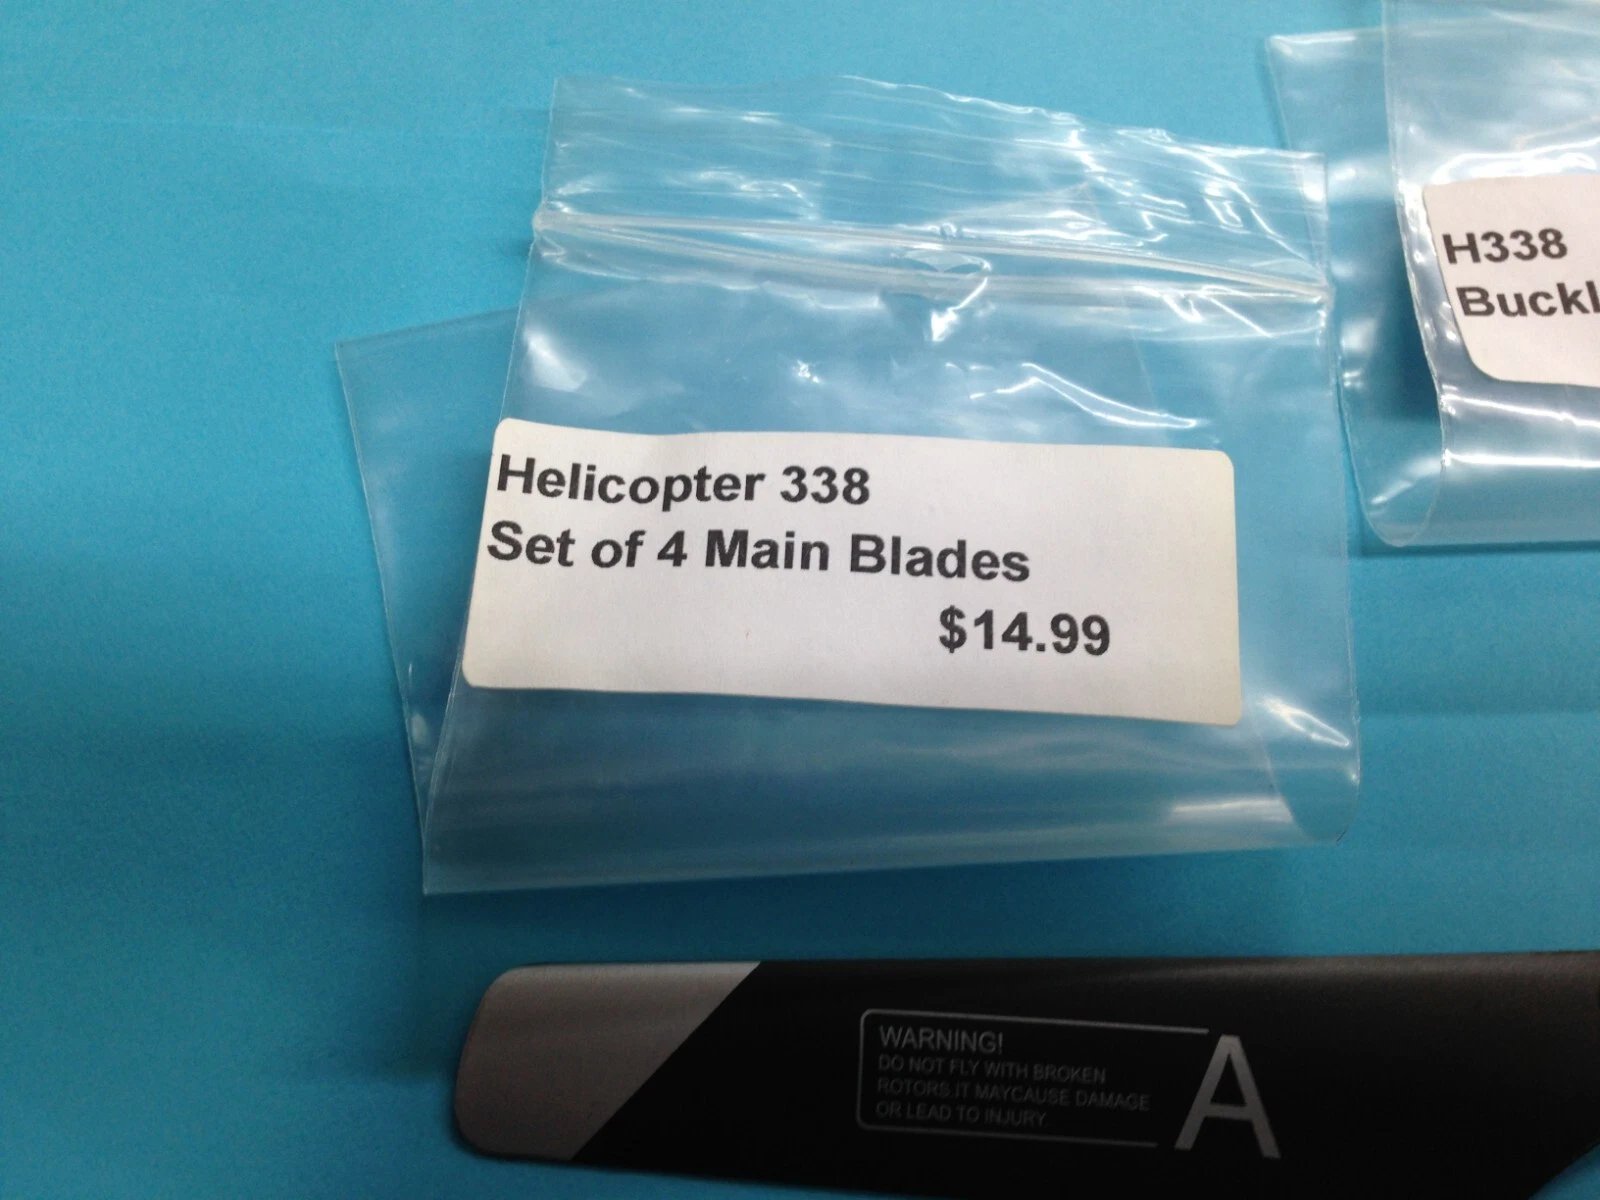 Helicopter 338
Set of 4 Main Blades
$14.99
H338
Buckl
WARNING!
DO NOT FLY WITH BROKEN
ROTORS.IT MAYCAUSE DAMAGE
OR LEAD TO INJURY.
A